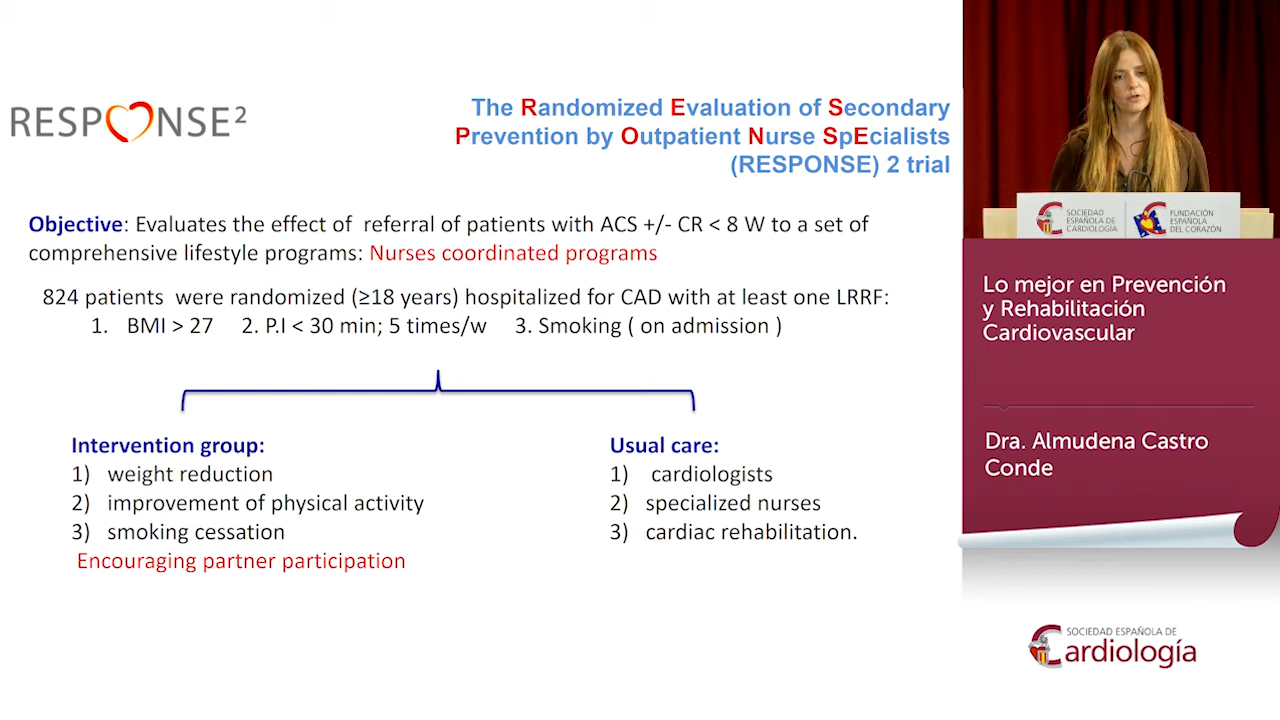 RESPONSE²
The Randomized Evaluation of Secondary
Prevention by Outpatient Nurse SpEcialists
(RESPONSE) 2 trial
Objective: Evaluates the effect of referral of patients with ACS +/- CR < 8 W to a set of
comprehensive lifestyle programs: Nurses coordinated programs
824 patients were randomized (≥18 years) hospitalized for CAD with at least one LRRF:
1. BMI > 27 2. P.I < 30 min; 5 times/w 3. Smoking ( on admission )
Intervention group:
1) weight reduction
2) improvement of physical activity
3) smoking cessation
Encouraging partner participation
Usual care:
1) cardiologists
2) specialized nurses
3) cardiac rehabilitation.
SOCIEDAD
ESPAÑOLA DE
CARDIOLOGÍA
FUNDACIÓN
ESPAÑOLA
DEL CORAZÓN
Lo mejor en Prevención
y Rehabilitación
Cardiovascular
Dra. Almudena Castro
Conde
SOCIEDAD ESPAÑOLA DE
Cardiología